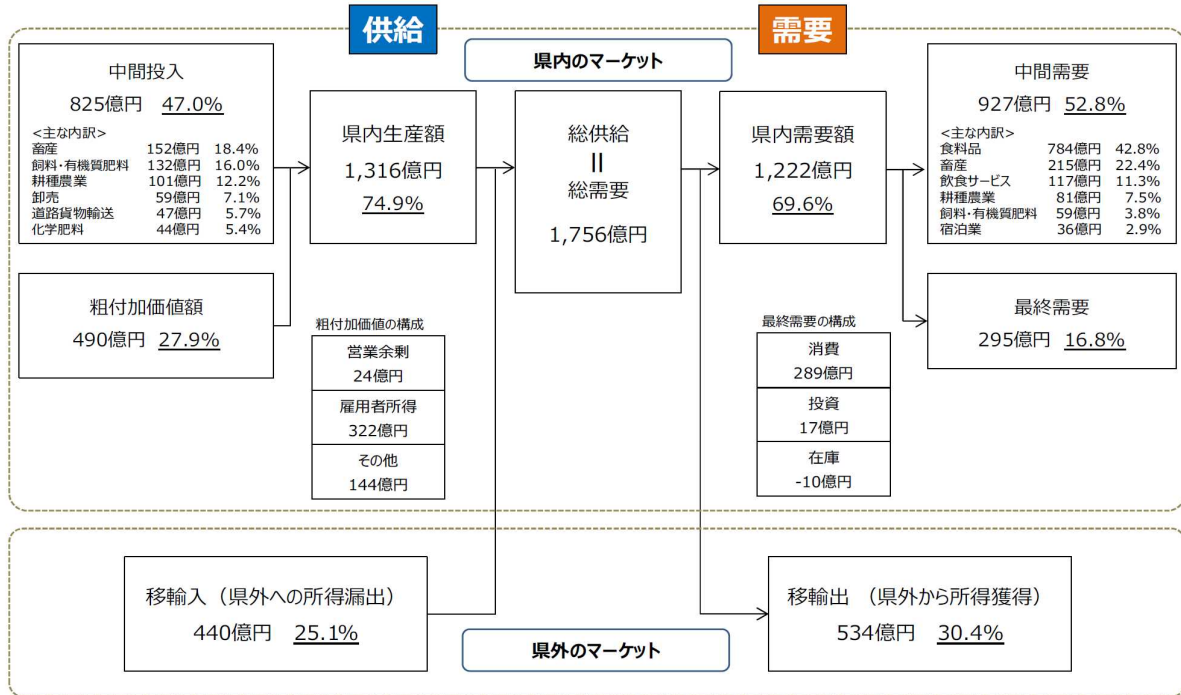 供給
需要
県内のマーケット
中間投入
825億円 47.0%
<主な内訳>
畜産 152億円 18.4%
飼料・有機質肥料 132億円 16.0%
耕種農業 101億円 12.2%
卸売 59億円 7.1%
道路貨物輸送 47億円 5.7%
化学肥料 44億円 5.4%
粗付加価値額
490億円 27.9%
県内生産額
1,316億円
74.9%
粗付加価値の構成
営業余剰
24億円
雇用者所得
322億円
その他
144億円
総供給
||
総需要
1,756億円
県内需要額
1,222億円
69.6%
最終需要の構成
消費
289億円
投資
17億円
在庫
-10億円
中間需要
927億円 52.8%
<主な内訳>
食料品 784億円 42.8%
畜産 215億円 22.4%
飲食サービス 117億円 11.3%
耕種農業 81億円 7.5%
飼料・有機質肥料 59億円 3.8%
宿泊業 36億円 2.9%
最終需要
295億円 16.8%
移輸入(県外への所得漏出)
440億円 25.1%
県外のマーケット
移輸出 (県外から所得獲得)
534億円 30.4%